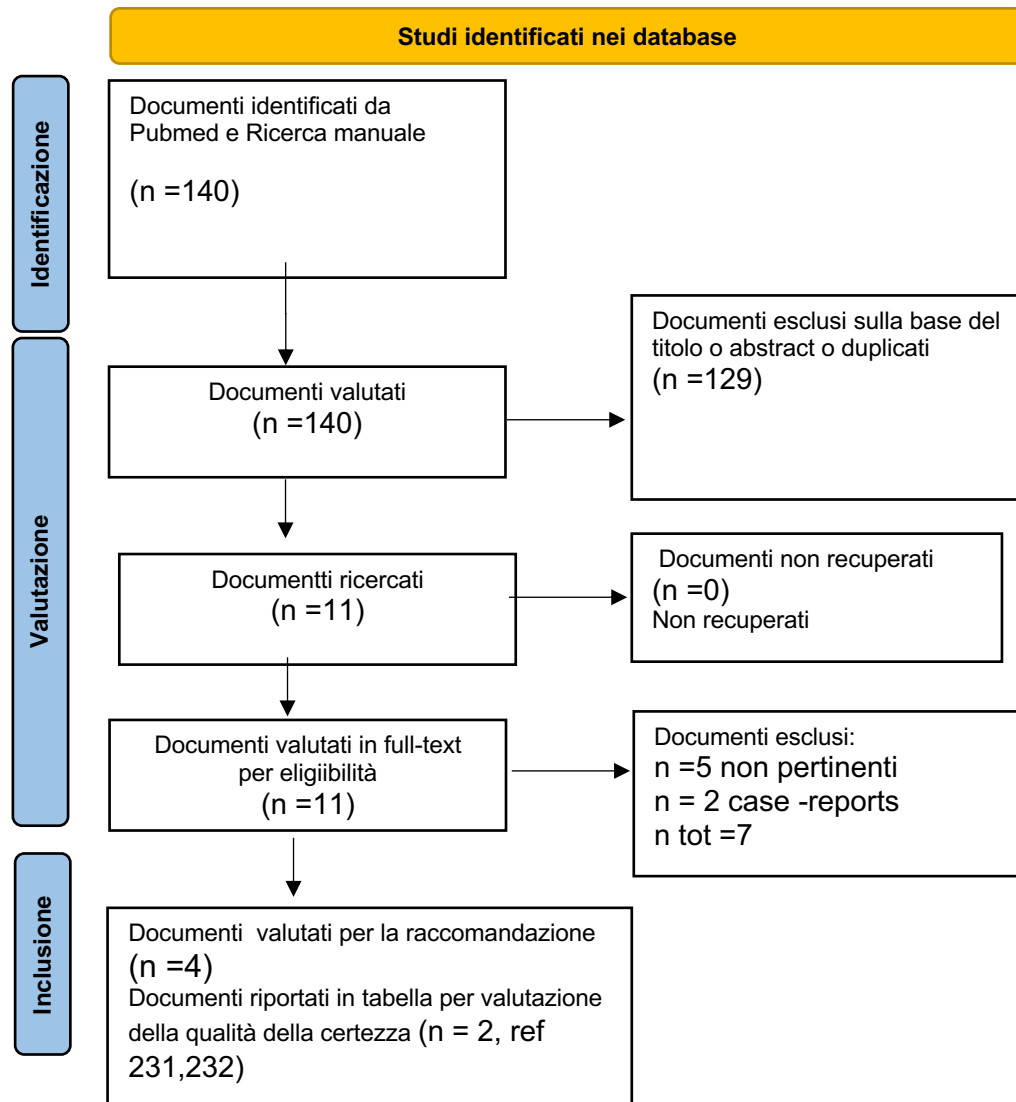 Studi identificati nei database
Identificazione
Documenti identificati da
Pubmed e Ricerca manuale
(n =140)
Documenti esclusi sulla base del
titolo o abstract o duplicati
(n =129)
Valutazione
Documenti valutati
(n =140)
Documentti ricercati
(n =11)
Documenti non recuperati
(n =0)
Non recuperati
Documenti valutati in full-text
per eligiibilità
(n =11)
Documenti esclusi:
n =5 non pertinenti
n = 2 case -reports
n tot =7
Inclusione
Documenti valutati per la raccomandazione
(n =4)
Documenti riportati in tabella per valutazione
della qualità della certezza (n = 2, ref
231,232)